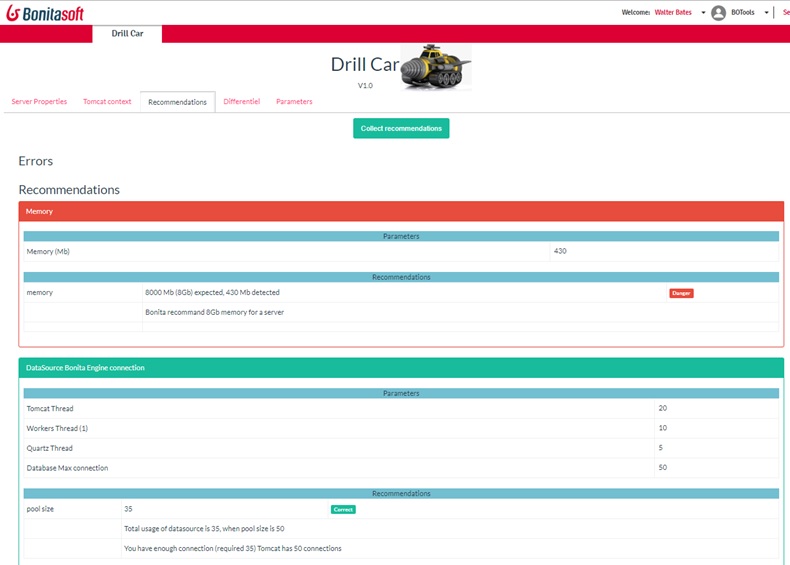 Bonitasoft
Welcome: Walter Bates BOTools Se
Drill Car
Drill Car
V1.0
Server Properties Tomcat context Recommendations Differentiel Parameters
Collect recommendations
Errors
Recommendations
Memory
Parameters
Memory (Mb) 430
Recommendations
memory 8000 Mb (8Gb) expected, 430 Mb detected Danger
Bonita recommand 8Gb memory for a server
DataSource Bonita Engine connection
Parameters
Tomcat Thread 20
Workers Thread (1) 10
Quartz Thread 5
Database Max connection 50
Recommendations
pool size 35 Correct
Total usage of datasource is 35, when pool size is 50
You have enough connection (required 35) Tomcat has 50 connections